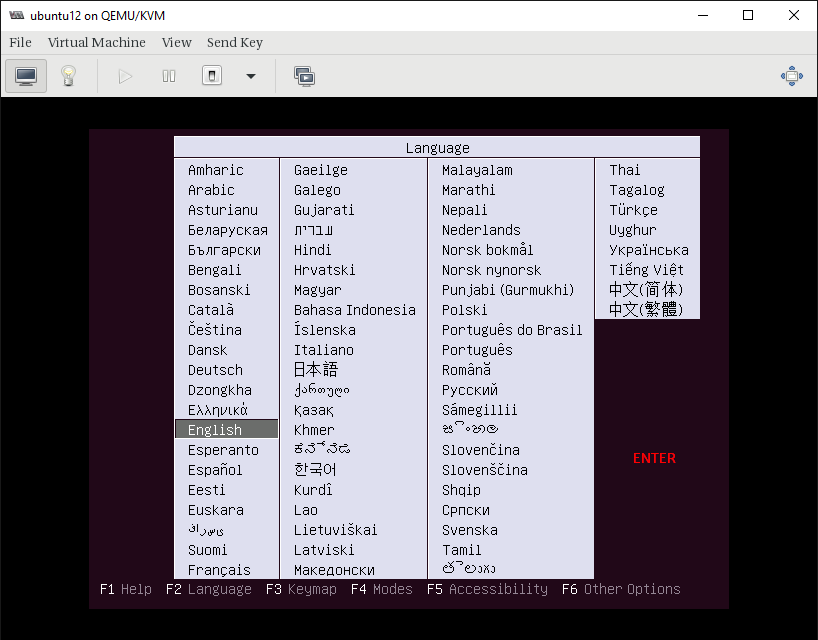 ubuntu12 on QEMU/KVM
File Virtual Machine View Send Key
Language
Amharic
Arabic
Asturianu
Беларуская
Български
Bengali
Bosanski
Català
Čeština
Dansk
Deutsch
Dzongkha
Ελληνικά
English
Esperanto
Español
Eesti
Euskara
Suomi
Français
Gaeilge
Galego
Gujarati
עברית
Hindi
Hrvatski
Magyar
Bahasa Indonesia
Íslenska
Italiano
日本語
ქართული
Қазақ
Khmer
한국어
Kurdî
Lao
Lietuviškai
Latviski
Македонски
Malayalam
Marathi
Nepali
Nederlands
Norsk bokmål
Norsk nynorsk
Punjabi (Gurmukhi)
Polski
Português do Brasil
Português
Română
Русский
Sámegillii
Slovenčina
Slovenščina
Shqip
Српски
Svenska
Tamil
Thai
Tagalog
Türkçe
Uyghur
Українська
Tiếng Việt
中文(简体)
中文(繁體)
ENTER
F1 Help F2 Language F3 Keymap F4 Modes F5 Accessibility F6 Other Options